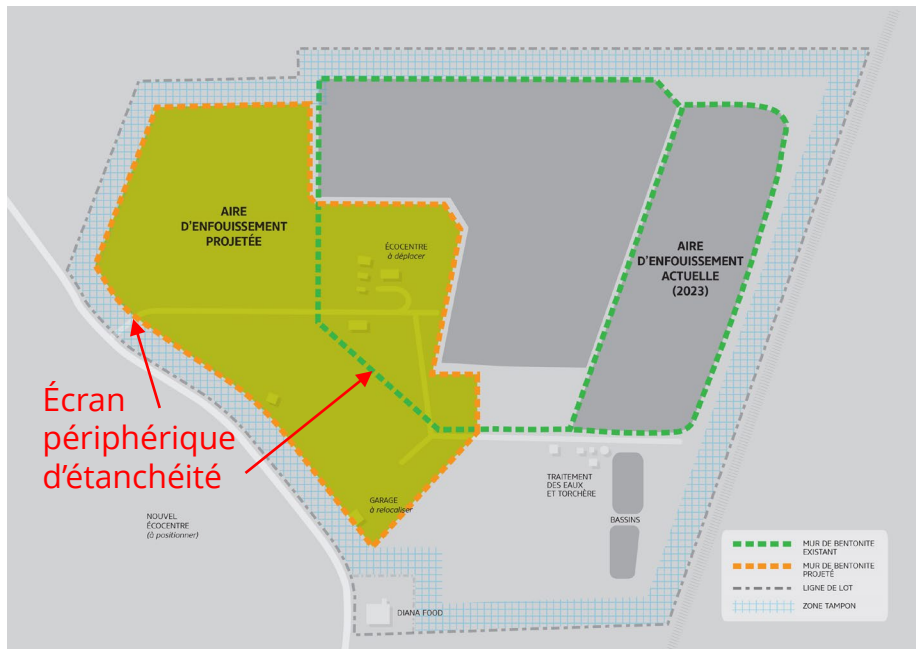 AIRE
D'ENFOUISSEMENT
PROJETÉE
ÉCOCENTRE
à déplacer
AIRE
D'ENFOUISSEMENT
ACTUELLE
(2023)
Écran
périphérique
d'étanchéité
TRAITEMENT
DES EAUX
ET TORCHÈRE
GARAGE
à relocaliser
NOUVEL
ÉCOCENTRE
(à positionner)
BASSINS
DIANA FOOD
MUR DE BENTONITE
EXISTANT
MUR DE BENTONITE
PROJETÉ
LIGNE DE LOT
ZONE TAMPON